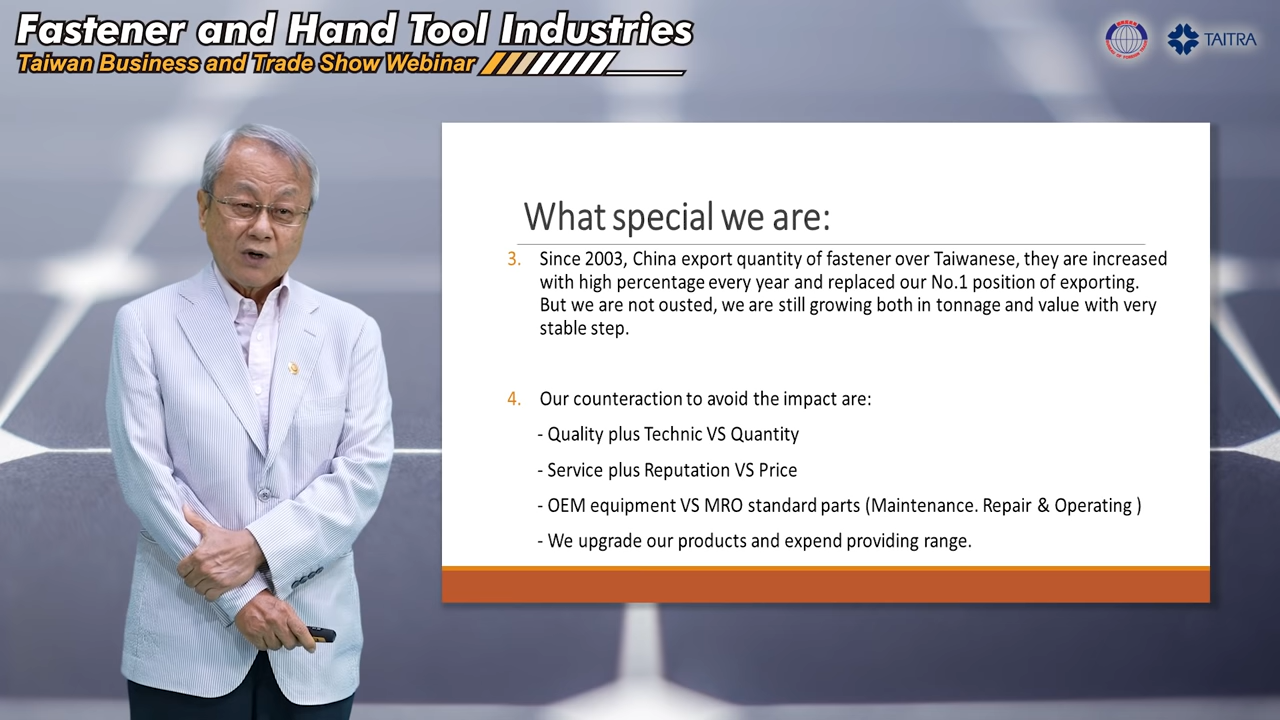 Fastener and Hand Tool Industries
Taiwan Business and Trade Show Webinar
TAITRA
What special we are:
3. Since 2003, China export quantity of fastener over Taiwanese, they are increased
with high percentage every year and replaced our No.1 position of exporting.
But we are not ousted, we are still growing both in tonnage and value with very
stable step.
4. Our counteraction to avoid the impact are:
- Quality plus Technic VS Quantity
- Service plus Reputation VS Price
- OEM equipment VS MRO standard parts (Maintenance. Repair & Operating )
- We upgrade our products and expend providing range.